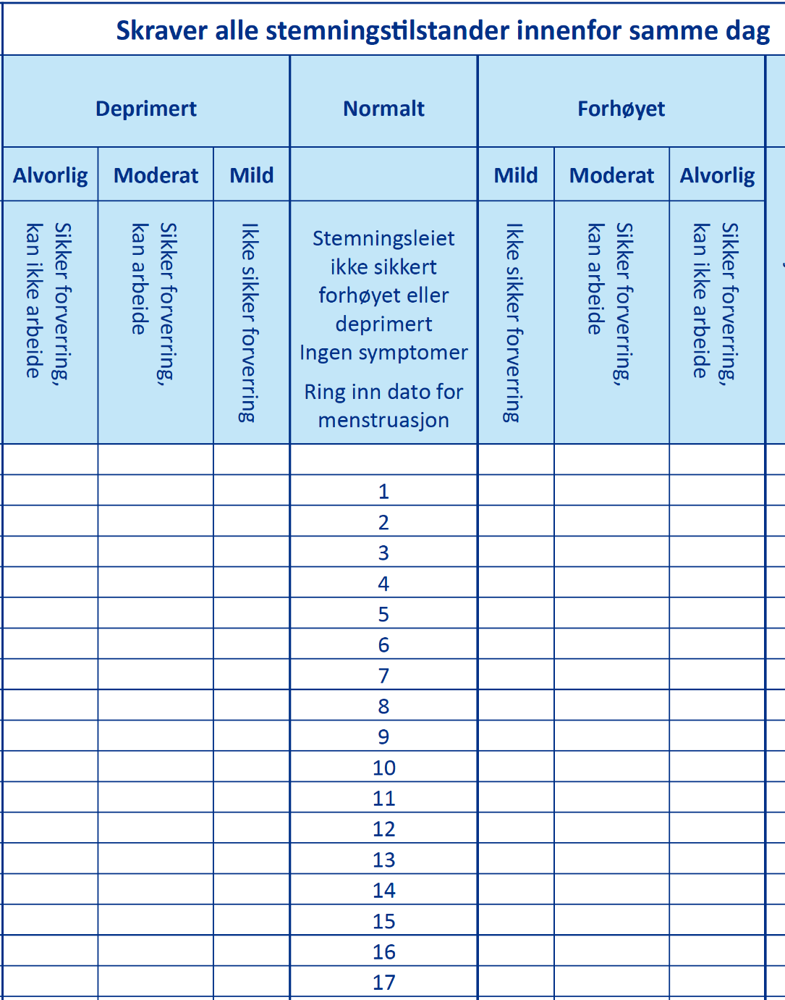 Skraver alle stemningstilstander innenfor samme dag
Deprimert
Normalt
Forhøyet
Alvorlig
Moderat
Mild
Mild
Moderat
Alvorlig
Sikker forverring,
kan ikke arbeide
Sikker forverring,
kan arbeide
Ikke sikker forverring
Stemningsleiet
ikke sikkert
forhøyet eller
deprimert
Ingen symptomer
Ring inn dato for
menstruasjon
Ikke sikker forverring
Sikker forverring,
kan arbeide
Sikker forverring,
kan ikke arbeide
1
2
3
4
5
6
7
8
9
10
11
12
13
14
15
16
17